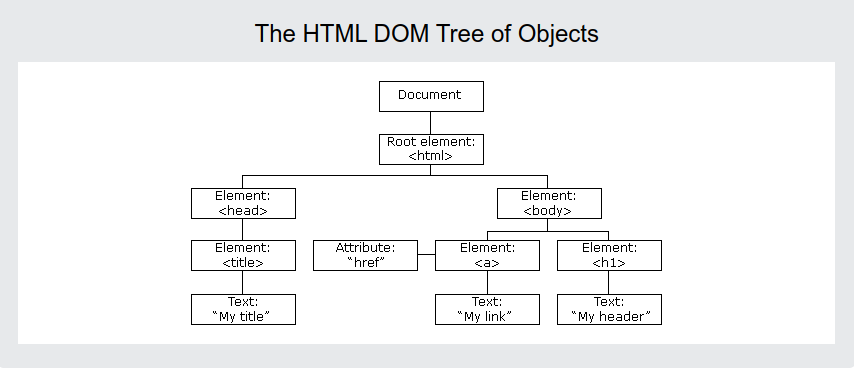 The HTML DOM Tree of Objects
Document
Root element:
<html>
Element:
<head>
Element:
<body>
Element:
<title>
Attribute:
“href”
Element:
<a>
Element:
<h1>
Text:
“My title”
Text:
“My link”
Text:
“My header”